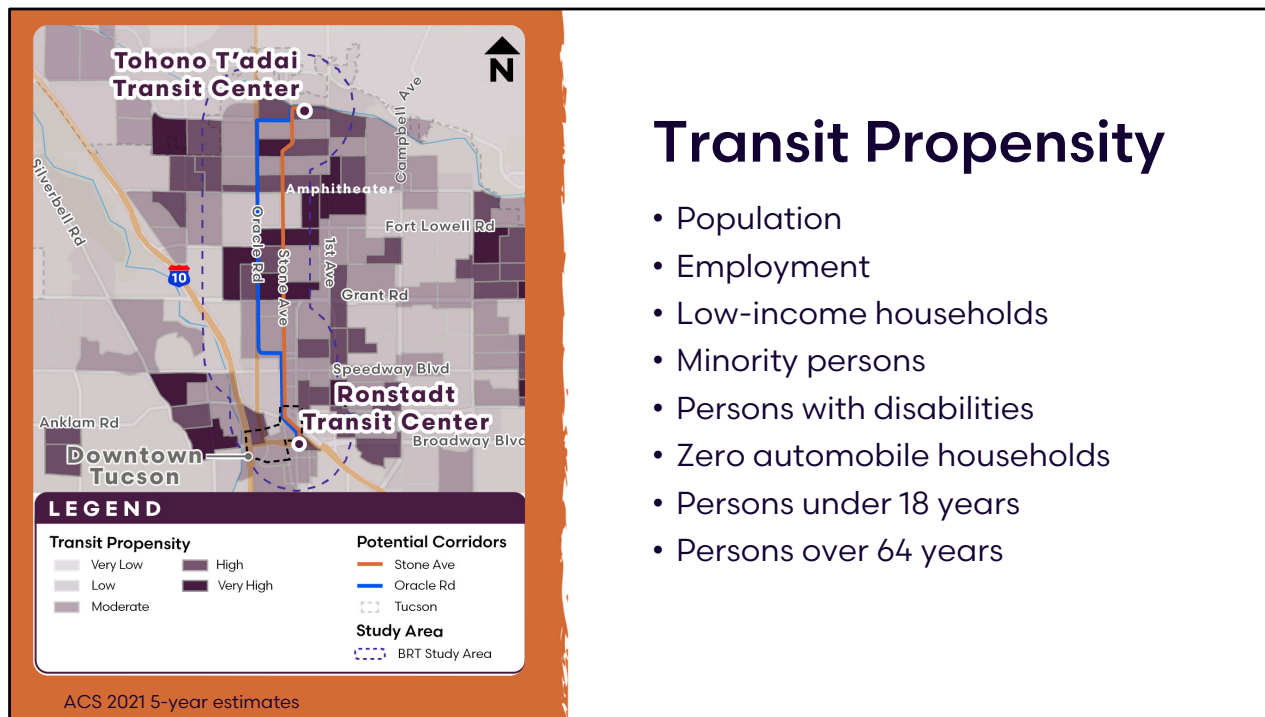 Tohono T'adai
Transit Center
N
Campbell Ave
Silverbell Rd
Amphitheater
Oracle Rd
Fort Lowell Rd
1st Ave
Stone Ave
10
Grant Rd
Speedway Blvd
Ronstadt
Transit Center
Anklam Rd
Broadway Blvd
Downtown
Tucson
LEGEND
Transit Propensity
Very Low
Low
Moderate
High
Very High
Potential Corridors
Stone Ave
Oracle Rd
Tucson
Study Area
BRT Study Area
ACS 2021 5-year estimates
Transit Propensity
• Population
• Employment
• Low-income households
• Minority persons
• Persons with disabilities
• Zero automobile households
• Persons under 18 years
• Persons over 64 years